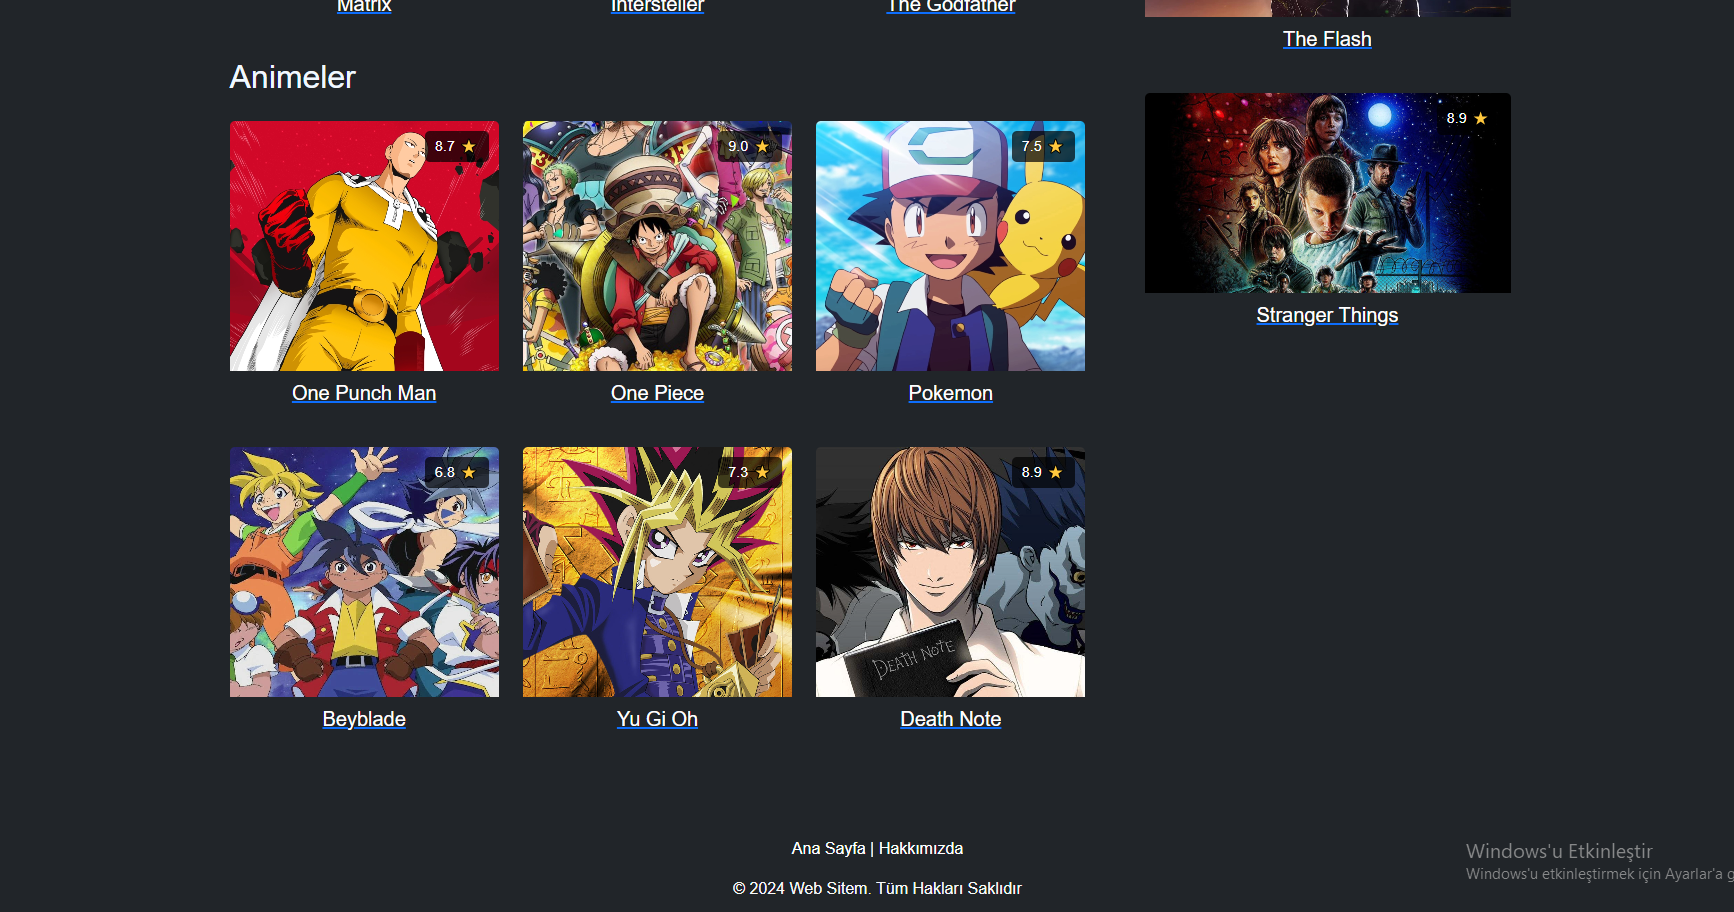 Matrix
Intersteller
The Godfather
The Flash
Animeler
8.7
9.0
7.5
8.9
One Punch Man
One Piece
Pokemon
Stranger Things
6.8
7.3
8.9
DEATH NOTE
Beyblade
Yu Gi Oh
Death Note
Ana Sayfa | Hakkımızda
© 2024 Web Sitem. Tüm Hakları Saklıdır
Windows'u Etkinleştir
Windows'u etkinleştirmek için Ayarlar'a g